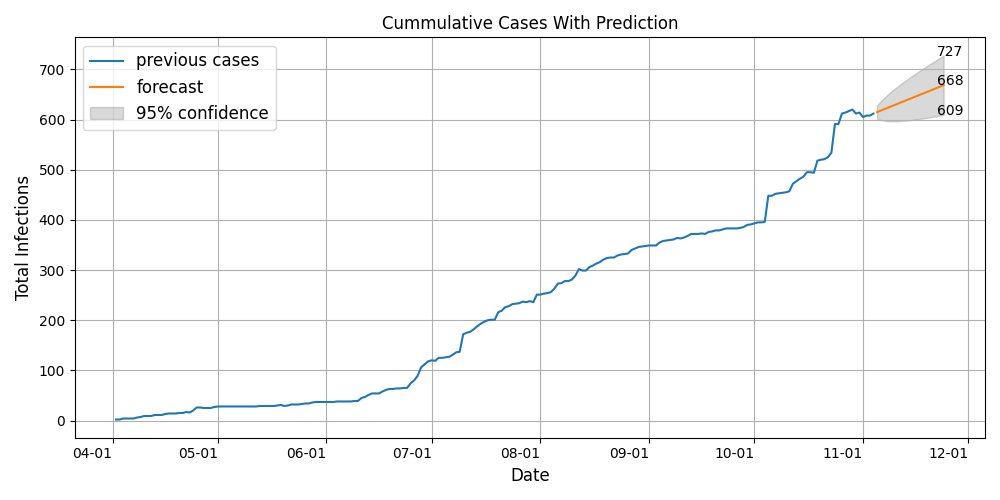 Cummulative Cases With Prediction
previous cases
forecast
95% confidence
727
668
609
Total Infections
700
600
500
400
300
200
100
0
04-01 05-01 06-01 07-01 08-01 09-01 10-01 11-01 12-01
Date